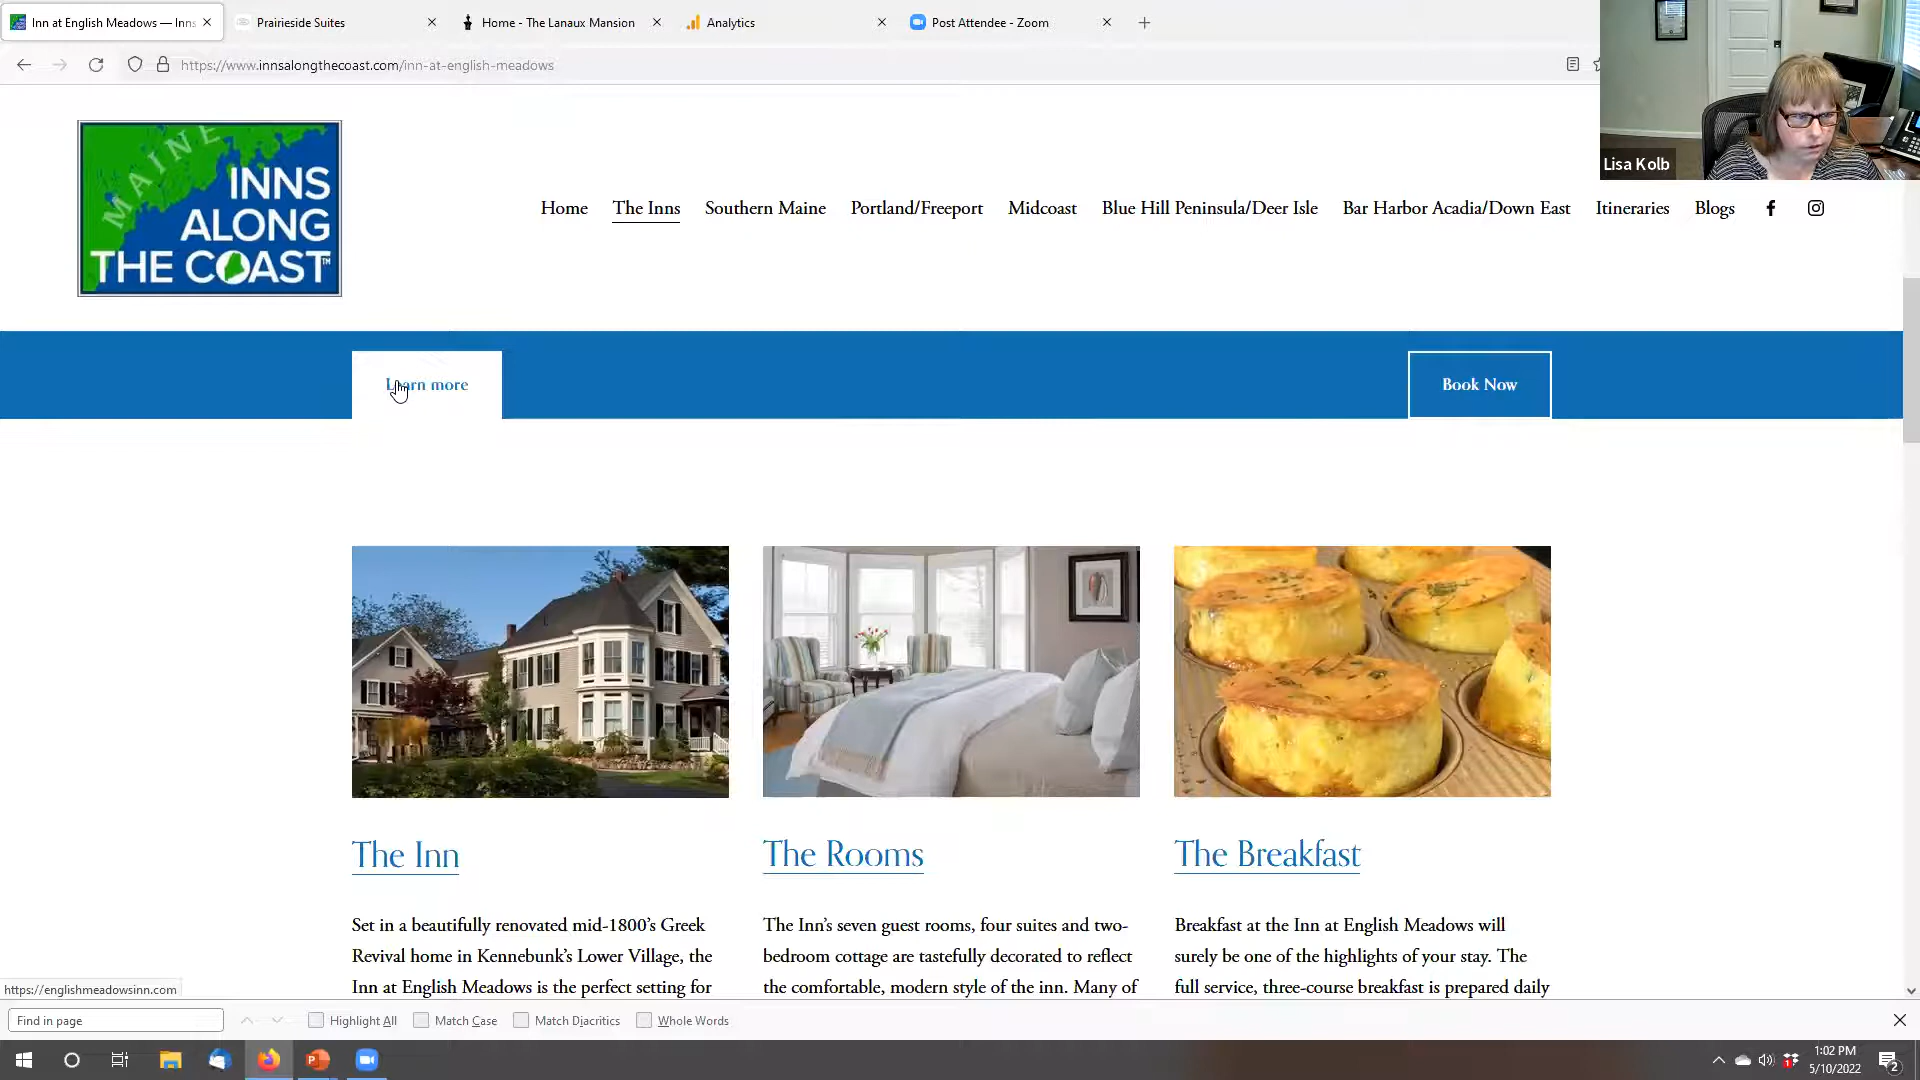 Inn at English Meadows — Inns
Prairieside Suites
Home - The Lanaux Mansion
Analytics
Post Attendee - Zoom
https://www.innsalongthecoast.com/inn-at-english-meadows
Lisa Kolb
MAINE
INNS
ALONG
THE COAST™
Home
The Inns
Southern Maine
Portland/Freeport
Midcoast
Blue Hill Peninsula/Deer Isle
Bar Harbor Acadia/Down East
Itineraries
Blogs
Learn more
Book Now
The Inn
Set in a beautifully renovated mid-1800's Greek
Revival home in Kennebunk's Lower Village, the
Inn at English Meadows is the perfect setting for
The Rooms
The Inn's seven guest rooms, four suites and two-
bedroom cottage are tastefully decorated to reflect
the comfortable, modern style of the inn. Many of
The Breakfast
Breakfast at the Inn at English Meadows will
surely be one of the highlights of your stay. The
full service, three-course breakfast is prepared daily
https://englishmeadowsinn.com
Find in page
Highlight All
Match Case
Match Diacritics
Whole Words
1:02 PM
5/10/2022
2